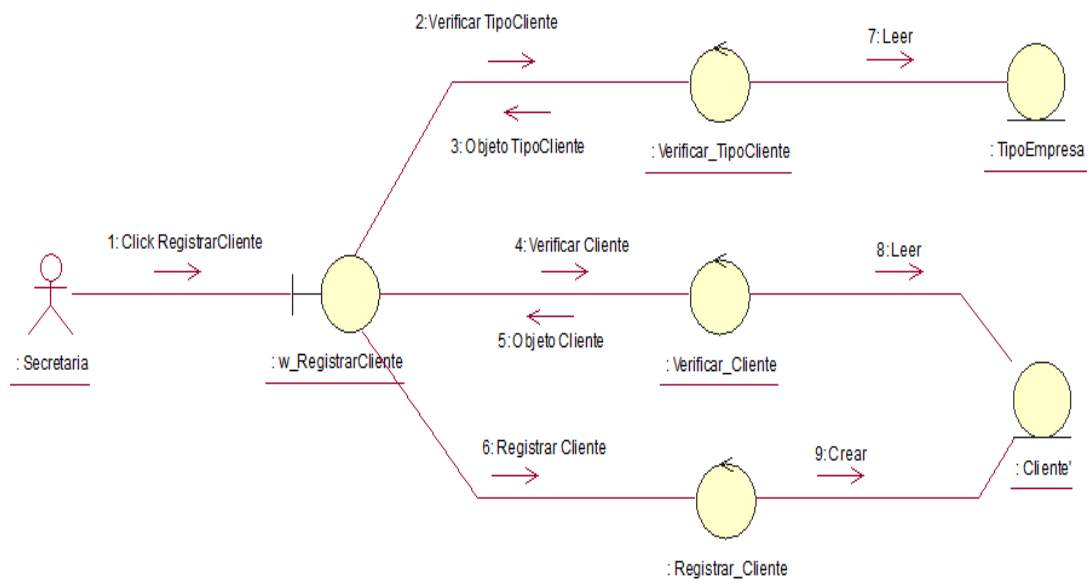 2:Verificar TipoCliente
7:Leer
3: Objeto TipoCliente
: Verificar_TipoCliente
: TipoEmpresa
1:Click RegistrarCliente
4:Verificar Cliente
8:Leer
5:Objeto Cliente
: Secretaria
: w_RegistrarCliente
: Verificar_Cliente
6:Registrar Cliente
9:Crear
: Cliente'
: Registrar_Cliente